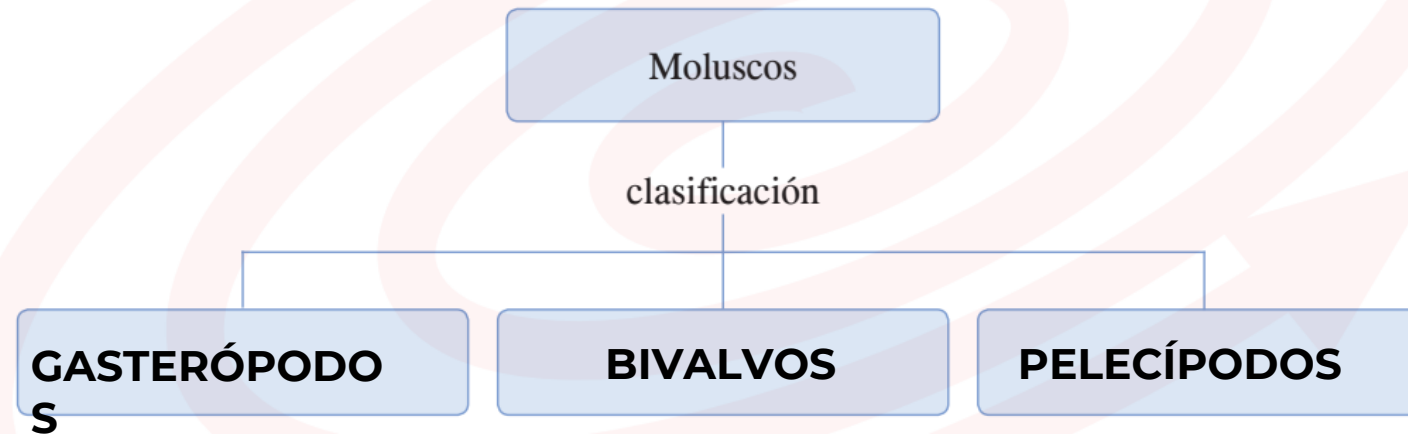 Moluscos
clasificación
GASTERÓPODO
S
BIVALVOS
PELECÍPODOS